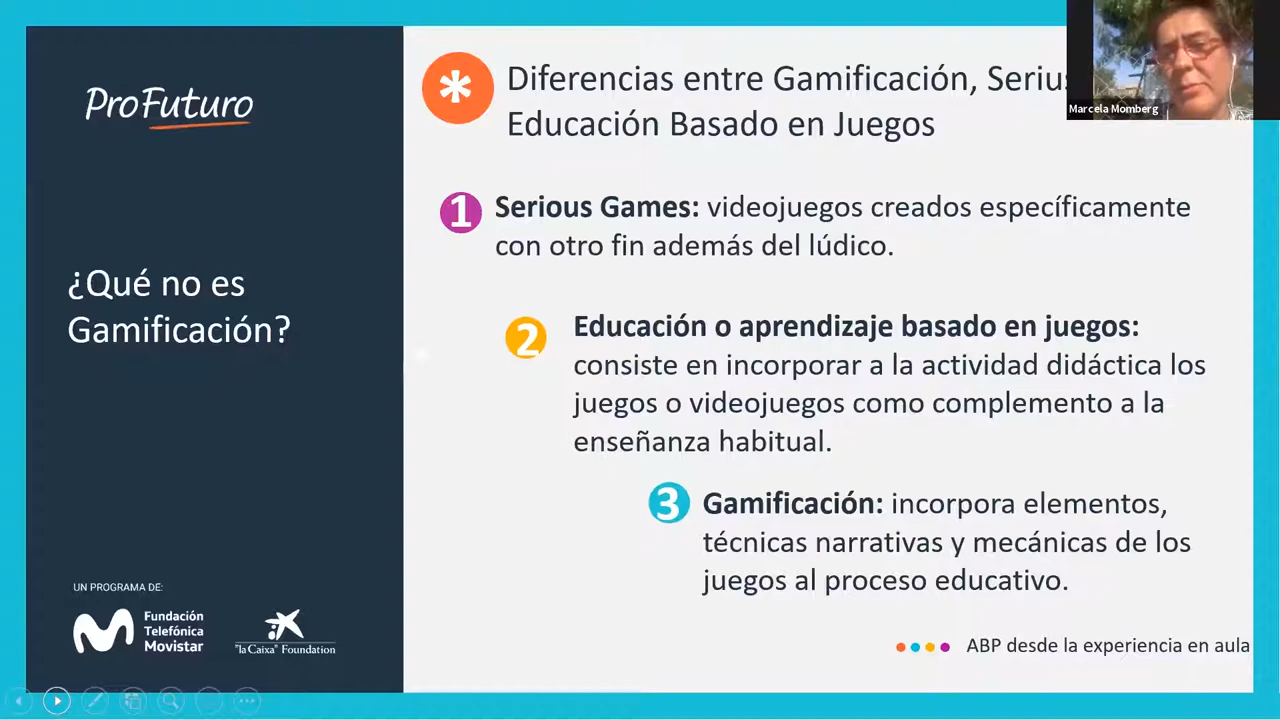 ProFuturo
¿Qué no es
Gamificación?
UN PROGRAMA DE:
Fundación
Telefónica
Movistar
"la Caixa" Foundation
* Diferencias entre Gamificación,
Educación Basado en Juegos
Marcela Momberg
1 Serious Games: videojuegos creados específicamente
con otro fin además del lúdico.
2 Educación o aprendizaje basado en juegos:
consiste en incorporar a la actividad didáctica los
juegos o videojuegos como complemento a la
enseñanza habitual.
3 Gamificación: incorpora elementos,
técnicas narrativas y mecánicas de los
juegos al proceso educativo.
ABP desde la experiencia en aula